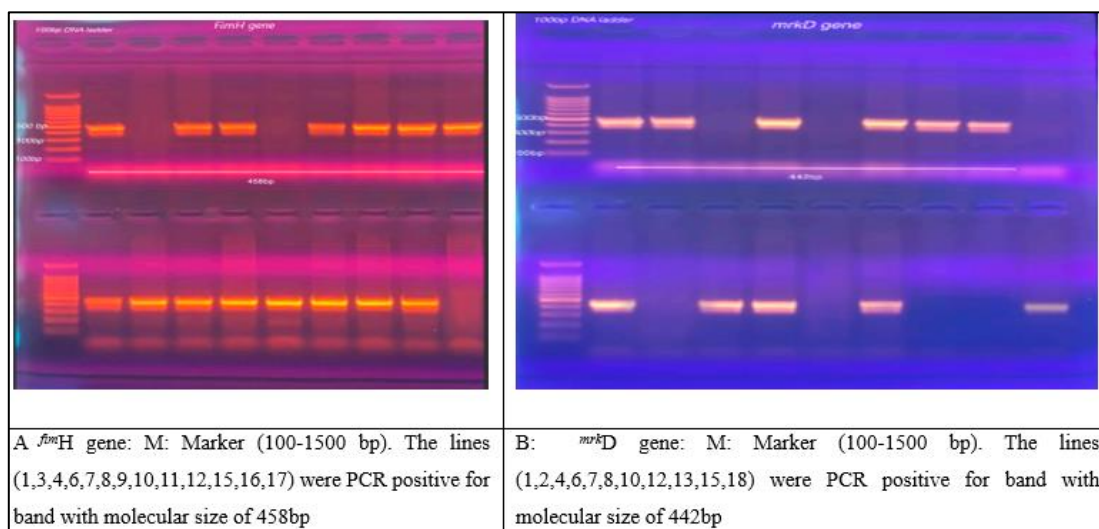 100bp DNA ladder
FimH gene
500 bp
100bp
458bp
100bp DNA ladder
mrkD gene
442bp
A fimH gene: M: Marker (100-1500 bp). The lines
(1,3,4,6,7,8,9,10,11,12,15,16,17) were PCR positive for
band with molecular size of 458bp
B: mrkD gene: M: Marker (100-1500 bp). The lines
(1,2,4,6,7,8,10,12,13,15,18) were PCR positive for band with
molecular size of 442bp